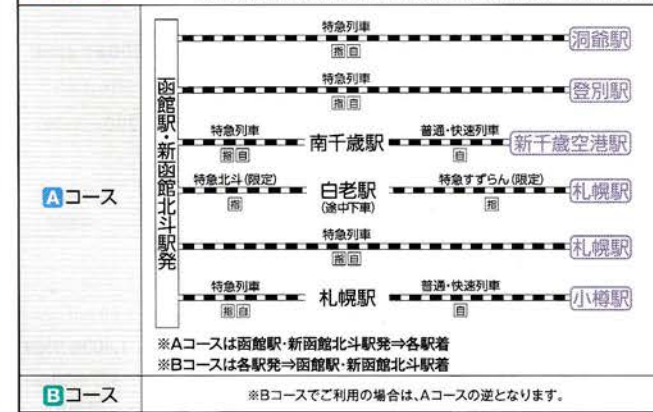 特急列車
指 自
洞爺駅
特急列車
指 自
登別駅
函館駅・新函館北斗駅発
特急列車
指 自
南千歳駅
普通・快速列車
自
新千歳空港駅
Aコース
特急北斗(限定)
指
白老駅
(途中下車)
特急すずらん(限定)
指
札幌駅
特急列車
指 自
札幌駅
特急列車
指 自
札幌駅
普通・快速列車
自
小樽駅
※Aコースは函館駅・新函館北斗駅発⇒各駅着
※Bコースは各駅発⇒函館駅・新函館北斗駅着
Bコース
※Bコースでご利用の場合は、Aコースの逆となります。